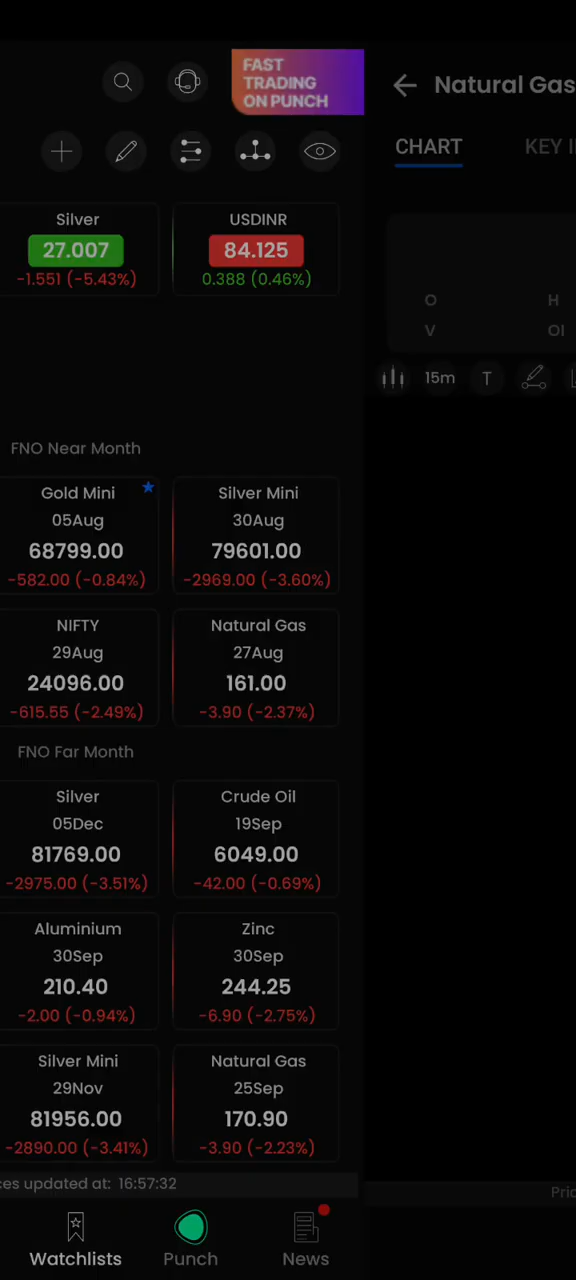 FAST
TRADING
ON PUNCH
Silver
27.007
-1.551 (-5.43%)
USDINR
84.125
0.388 (0.46%)
FNO Near Month
Gold Mini
05Aug
68799.00
-582.00 (-0.84%)
Silver Mini
30Aug
79601.00
-2969.00 (-3.60%)
NIFTY
29Aug
24096.00
-615.55 (-2.49%)
Natural Gas
27Aug
161.00
-3.90 (-2.37%)
FNO Far Month
Silver
05Dec
81769.00
-2975.00 (-3.51%)
Crude Oil
19Sep
6049.00
-42.00 (-0.69%)
Aluminium
30Sep
210.40
-2.00 (-0.94%)
Zinc
30Sep
244.25
-6.90 (-2.75%)
Silver Mini
29Nov
81956.00
-2890.00 (-3.41%)
Natural Gas
25Sep
170.90
-3.90 (-2.23%)
ces updated at: 16:57:32
Watchlists
Punch
News
Natural Gas
CHART
KEY I
O
H
V
OI
15m
T
Pric